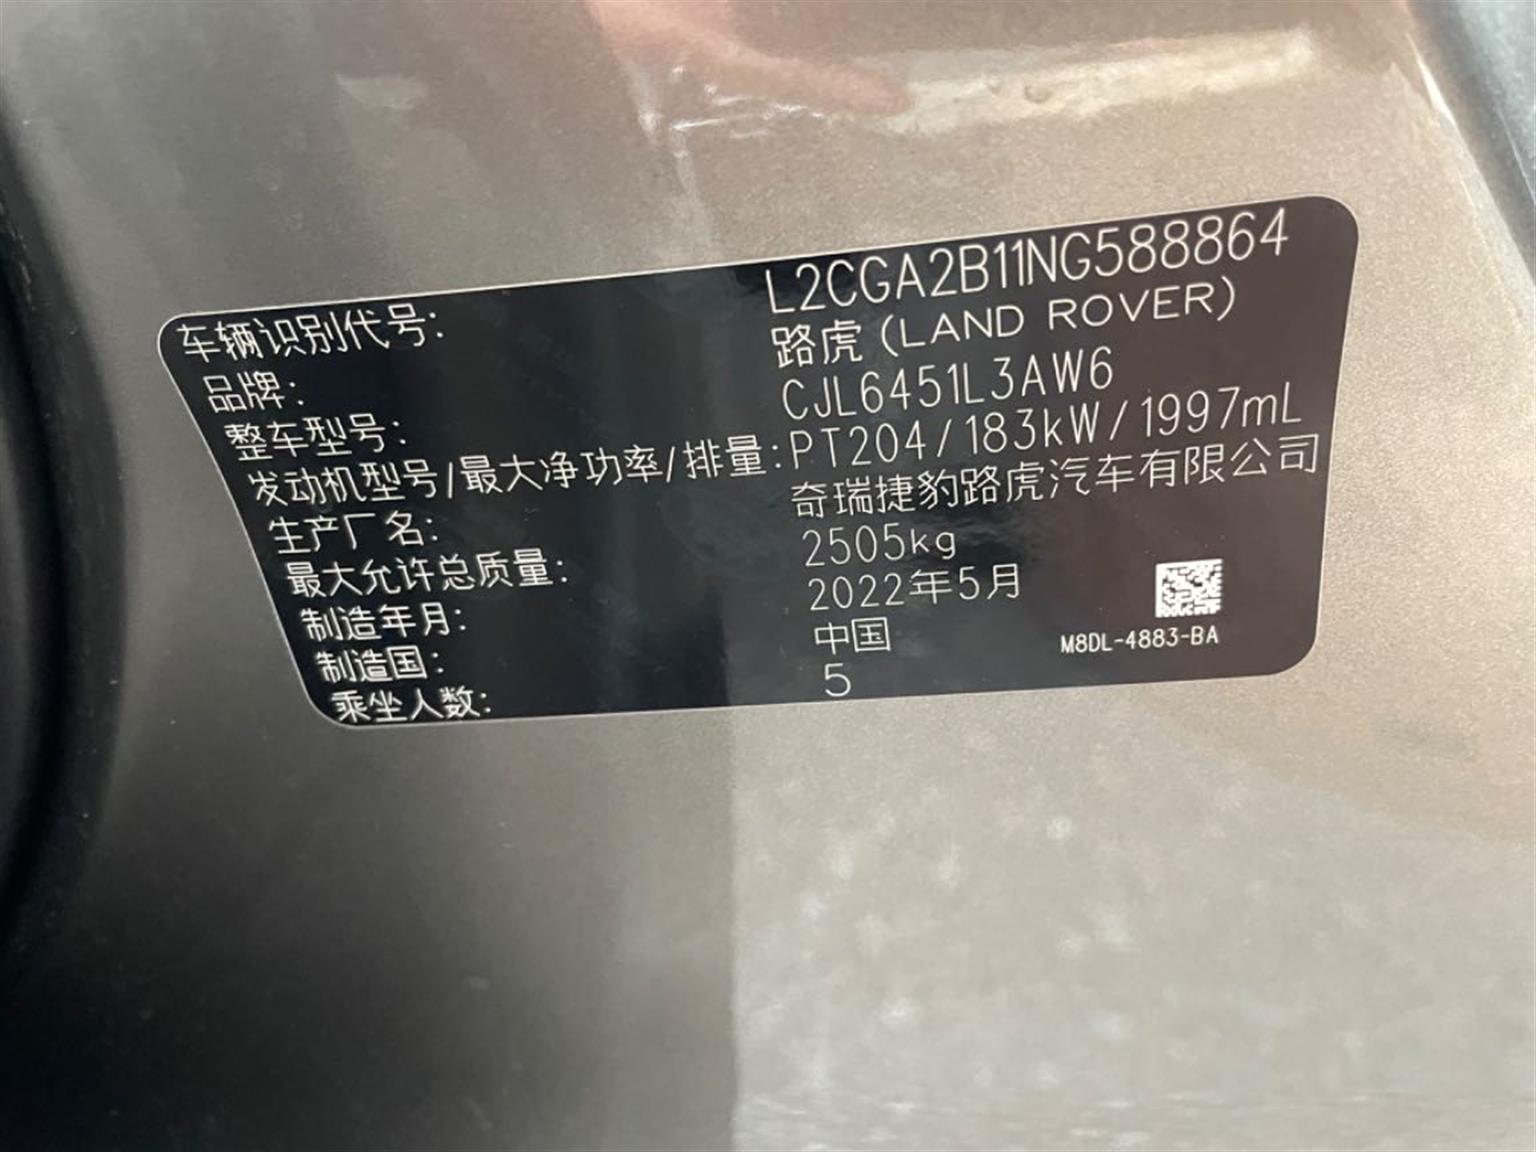 车辆识别代号: L2CGA2B11NG588864
品牌: 路虎 (LAND ROVER)
整车型号: CJL6451L3AW6
发动机型号/最大净功率/排量: PT204/183kW/1997mL
生产厂名: 奇瑞捷豹路虎汽车有限公司
最大允许总质量: 2505kg
制造年月: 2022年5月
制造国: 中国
乘坐人数: 5
M8DL-4883-BA